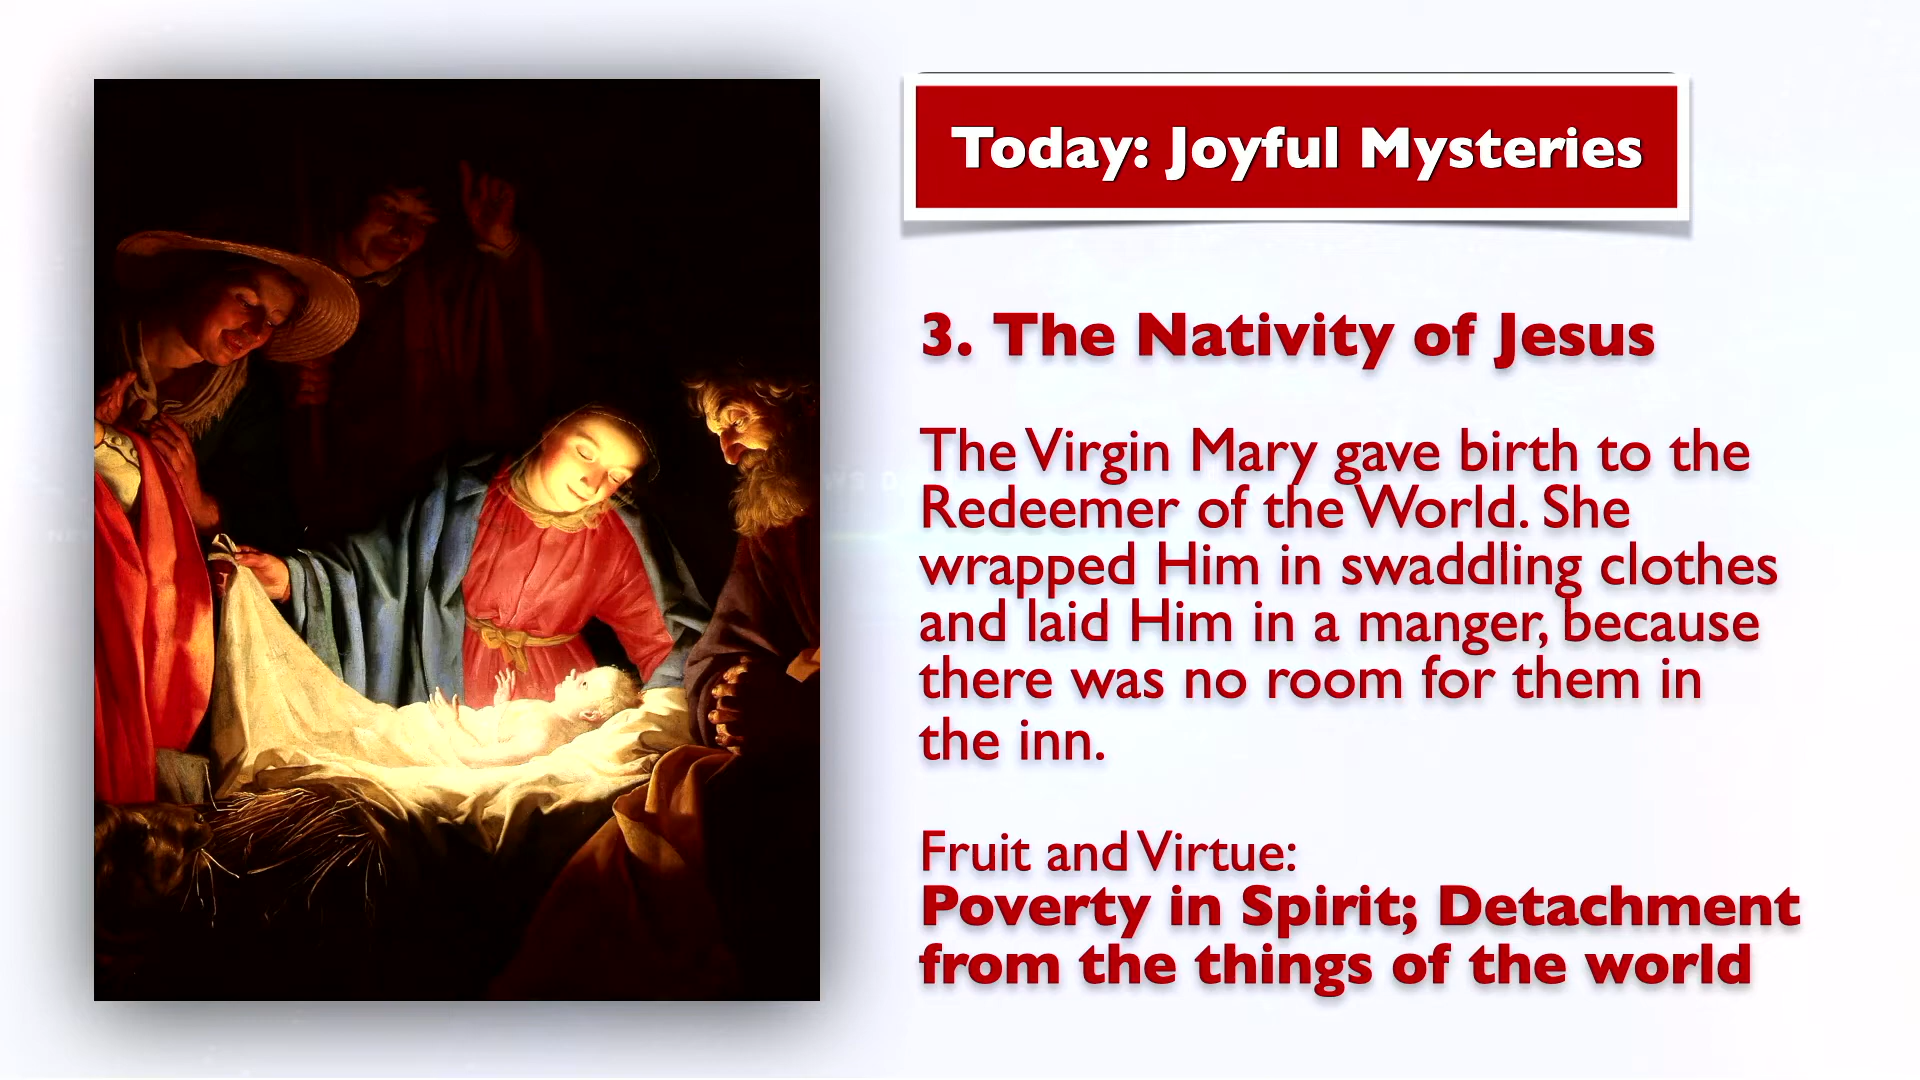 Today: Joyful Mysteries
3. The Nativity of Jesus
The Virgin Mary gave birth to the
Redeemer of the World. She
wrapped Him in swaddling clothes
and laid Him in a manger, because
there was no room for them in
the inn.
Fruit and Virtue:
Poverty in Spirit; Detachment
from the things of the world